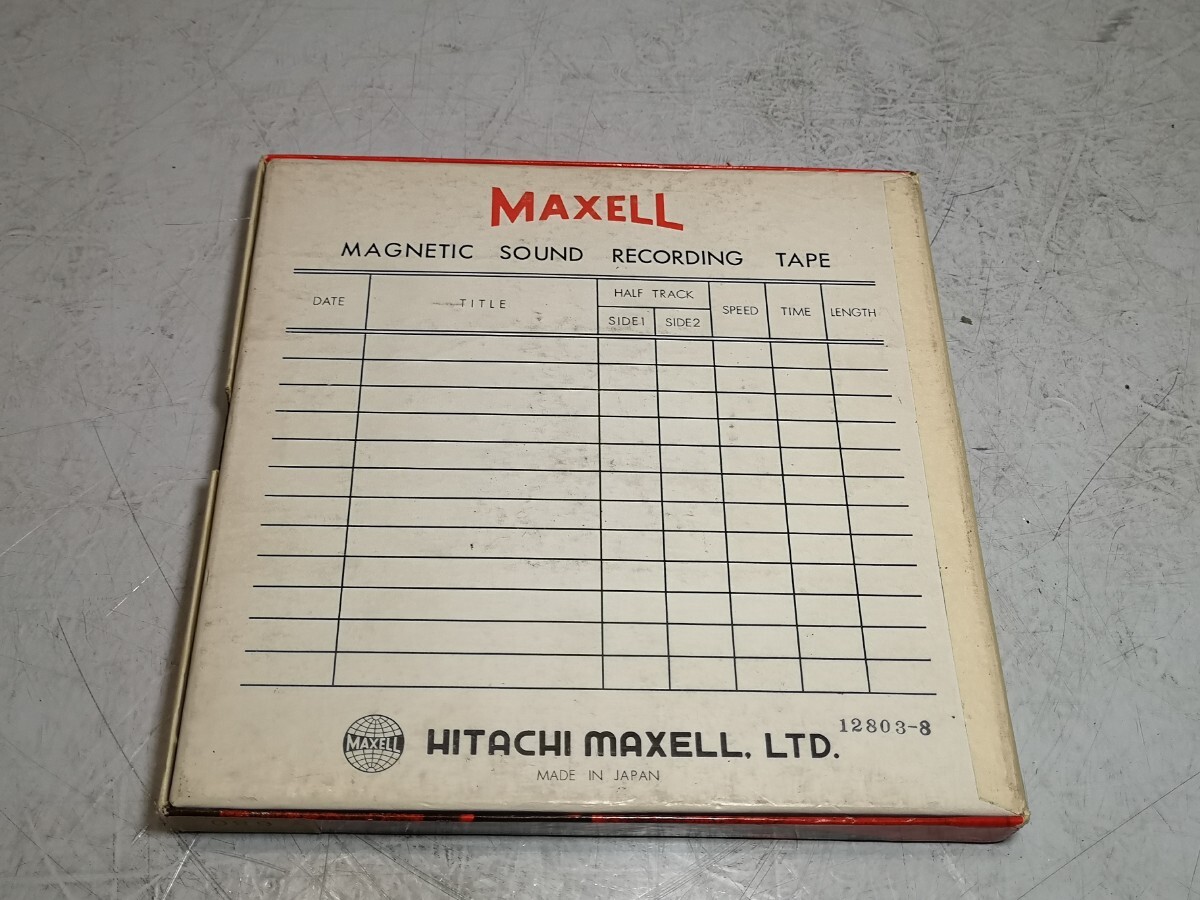 MAXELL
MAGNETIC SOUND RECORDING TAPE
DATE TITLE HALF TRACK SPEED TIME LENGTH
SIDE1 SIDE2
12803-8
MAXELL HITACHI MAXELL, LTD.
MADE IN JAPAN